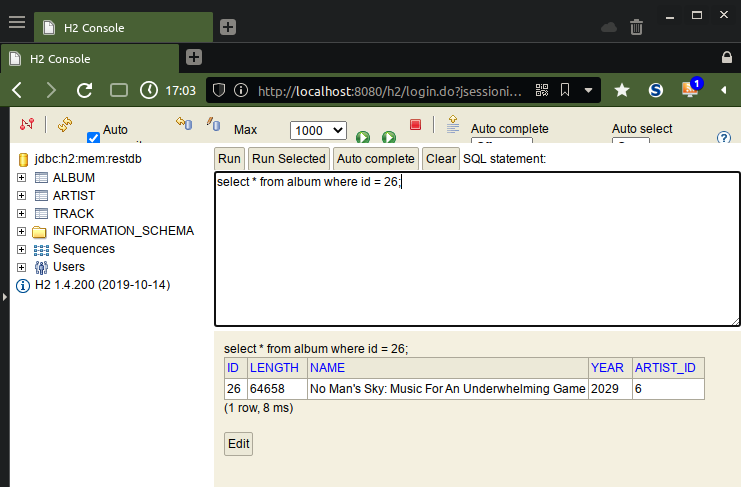 H2 Console
H2 Console
17:03
http://localhost:8080/h2/login.do?jsessioni...
1
Auto
Max
1000
Auto complete
Auto select
jdbc:h2:mem:restdb
ALBUM
ARTIST
TRACK
INFORMATION_SCHEMA
Sequences
Users
H2 1.4.200 (2019-10-14)
Run Run Selected Auto complete Clear SQL statement:
select * from album where id = 26;
select * from album where id = 26;
ID LENGTH NAME YEAR ARTIST_ID
26 64658 No Man's Sky: Music For An Underwhelming Game 2029 6
(1 row, 8 ms)
Edit